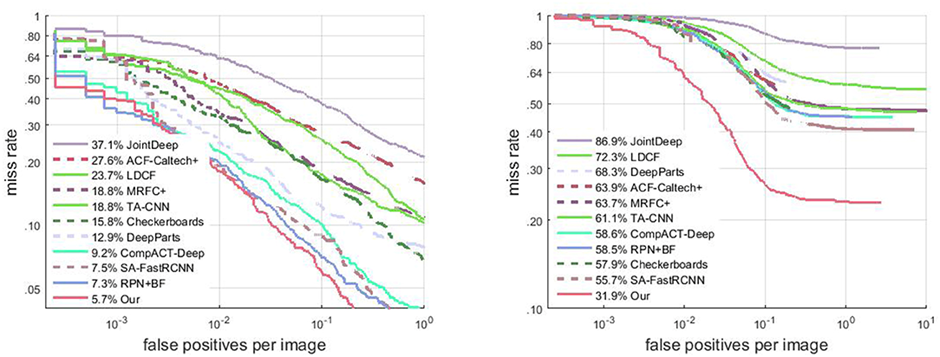 1
.80
.64
.50
.40
.30
.20
.10
.05
miss rate
37.1% JointDeep
27.6% ACF-Caltech+
23.7% LDCF
18.8% MRFC+
18.8% TA-CNN
15.8% Checkerboards
12.9% DeepParts
9.2% CompACT-Deep
7.5% SA-FastRCNN
7.3% RPN+BF
5.7% Our
10⁻³ 10⁻² 10⁻¹ 10⁰
false positives per image
1
.80
.64
.50
.40
.30
.20
.10
miss rate
86.9% JointDeep
72.3% LDCF
68.3% DeepParts
63.9% ACF-Caltech+
63.7% MRFC+
61.1% TA-CNN
58.6% CompACT-Deep
58.5% RPN+BF
57.9% Checkerboards
55.7% SA-FastRCNN
31.9% Our
10⁻³ 10⁻² 10⁻¹ 10⁰ 10¹
false positives per image